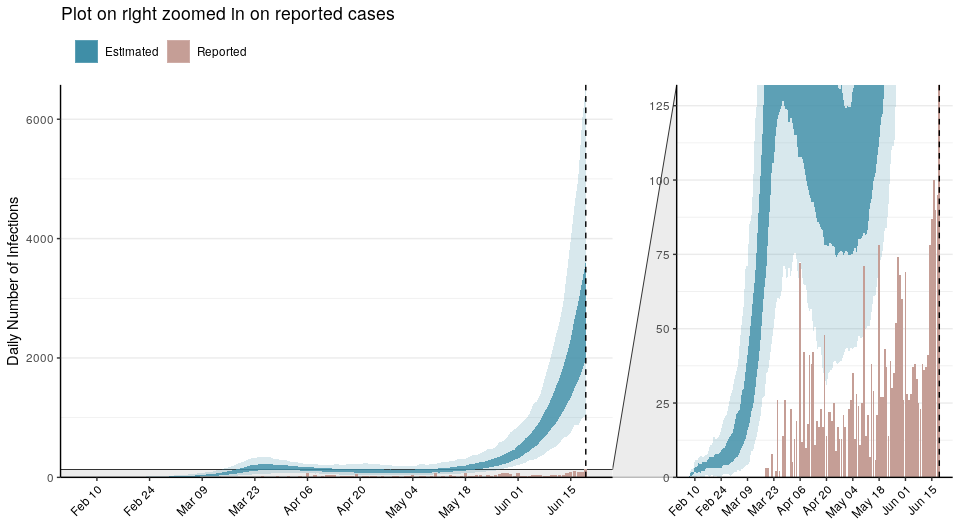 Plot on right zoomed in on reported cases
Estimated Reported
Daily Number of Infections
6000
4000
2000
0
Feb 10 Feb 24 Mar 09 Mar 23 Apr 06 Apr 20 May 04 May 18 Jun 01 Jun 15
125
100
75
50
25
0
Feb 10 Feb 24 Mar 09 Mar 23 Apr 06 Apr 20 May 04 May 18 Jun 01 Jun 15